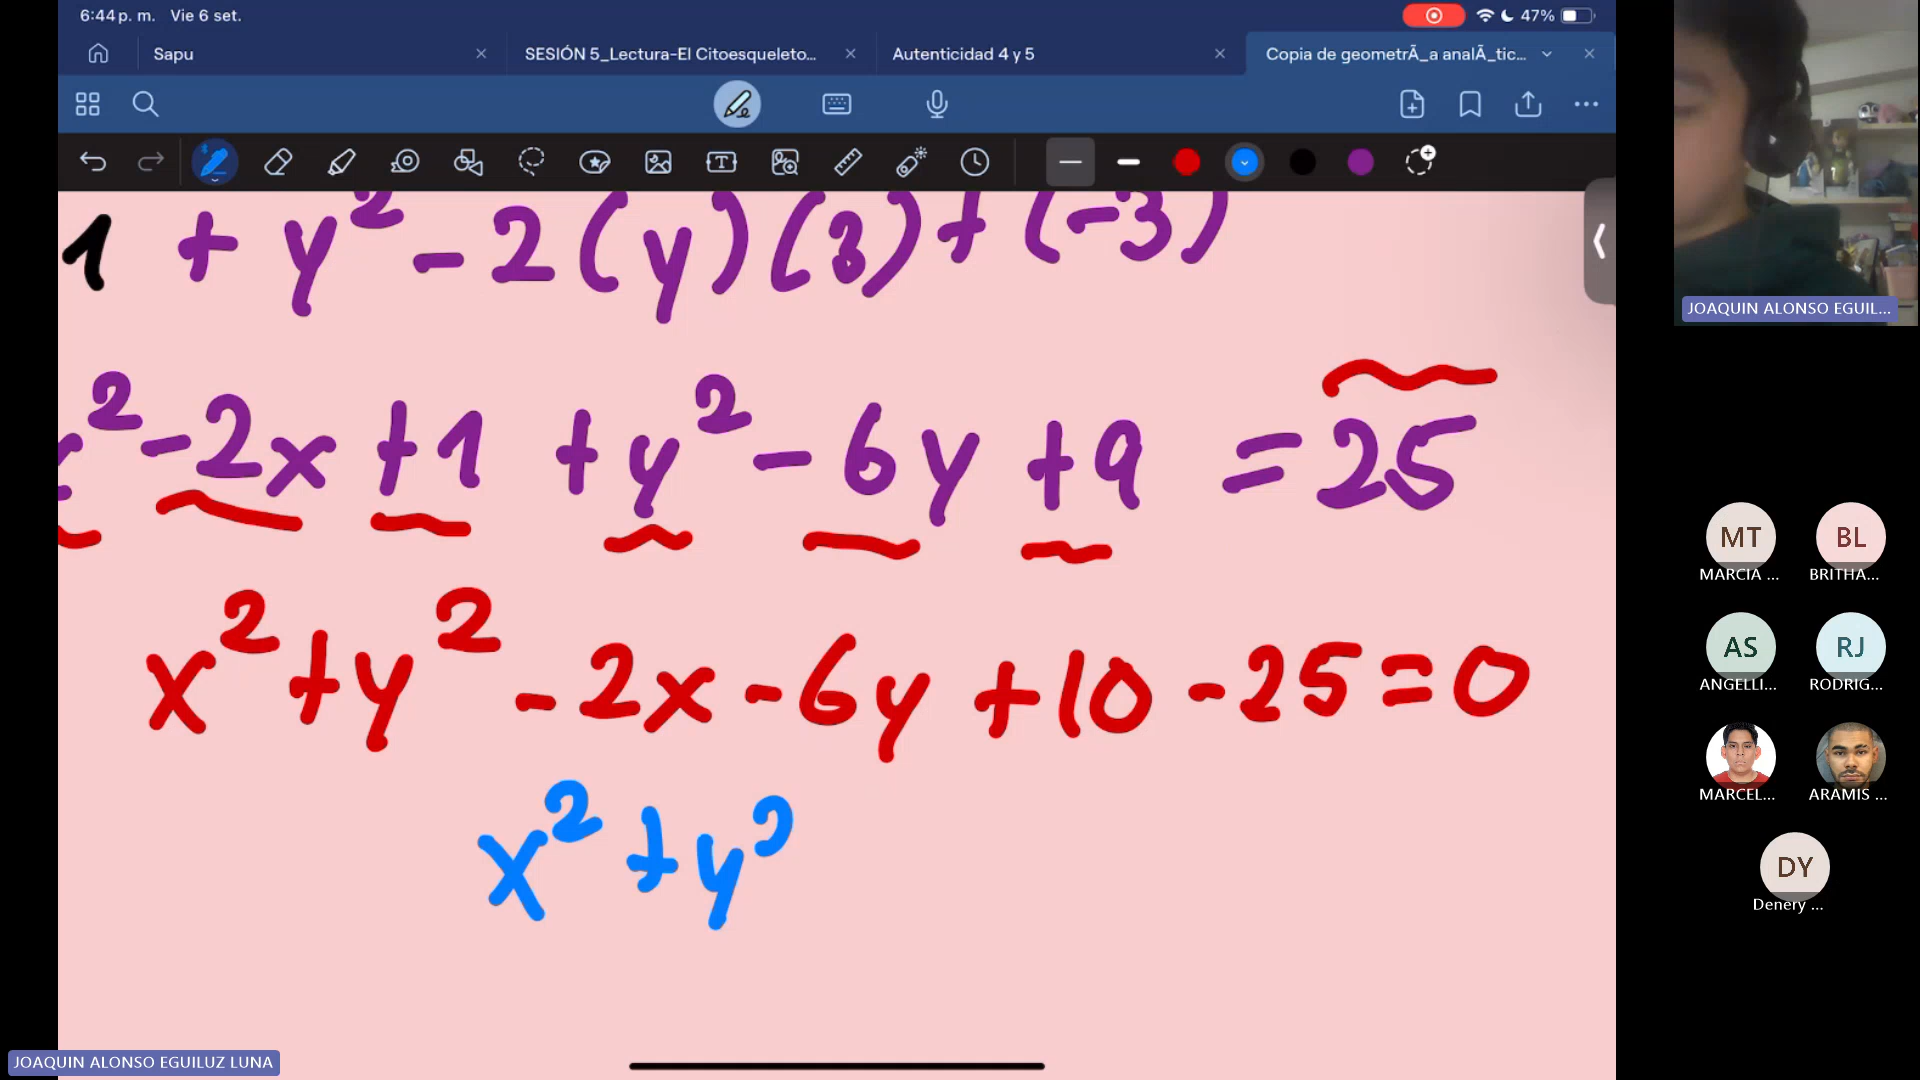 6:44 p. m. Vie 6 set.
47%
Sapu
SESIÓN 5_Lectura-El Citoesqueleto...
Autenticidad 4 y 5
Copia de geometrÃ_a analÃ_tic...
1 + y² - 2(y)(3) + (-3)
x² - 2x + 1 + y² - 6y + 9 = 25
x² + y² - 2x - 6y + 10 - 25 = 0
x² + y²
JOAQUIN ALONSO EGUIL...
MT
MARCIA ...
BL
BRITHA...
AS
ANGELLI...
RJ
RODRIG...
MARCEL...
ARAMIS ...
DY
Denery ...
JOAQUIN ALONSO EGUILUZ LUNA